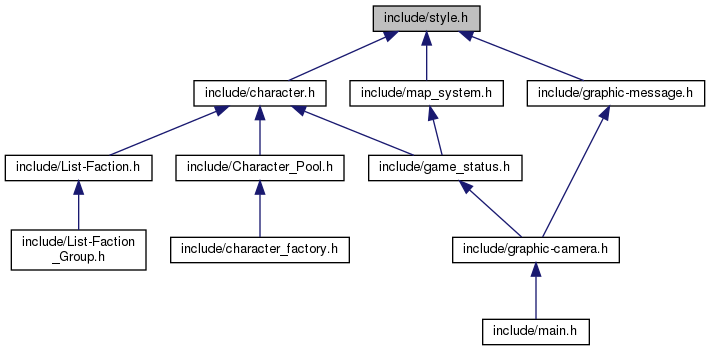 include/style.h
include/character.h
include/map_system.h
include/graphic-message.h
include/List-Faction.h
include/Character_Pool.h
include/game_status.h
include/List-Faction
_Group.h
include/character_factory.h
include/graphic-camera.h
include/main.h